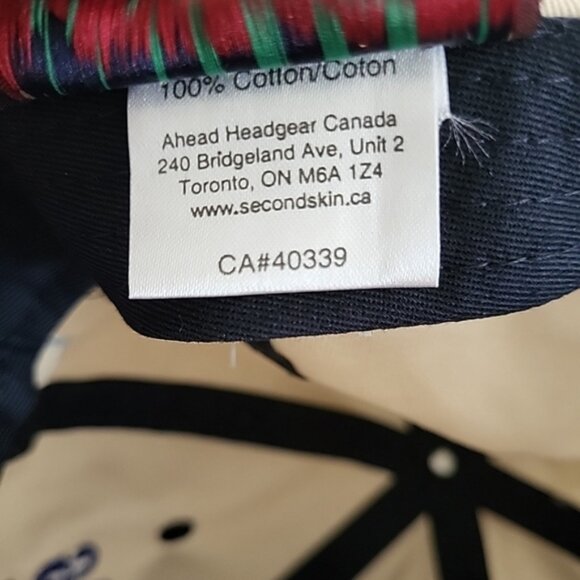 100% Cotton/Coton
Ahead Headgear Canada
240 Bridgeland Ave, Unit 2
Toronto, ON M6A 1Z4
www.secondskin.ca
CA#40339